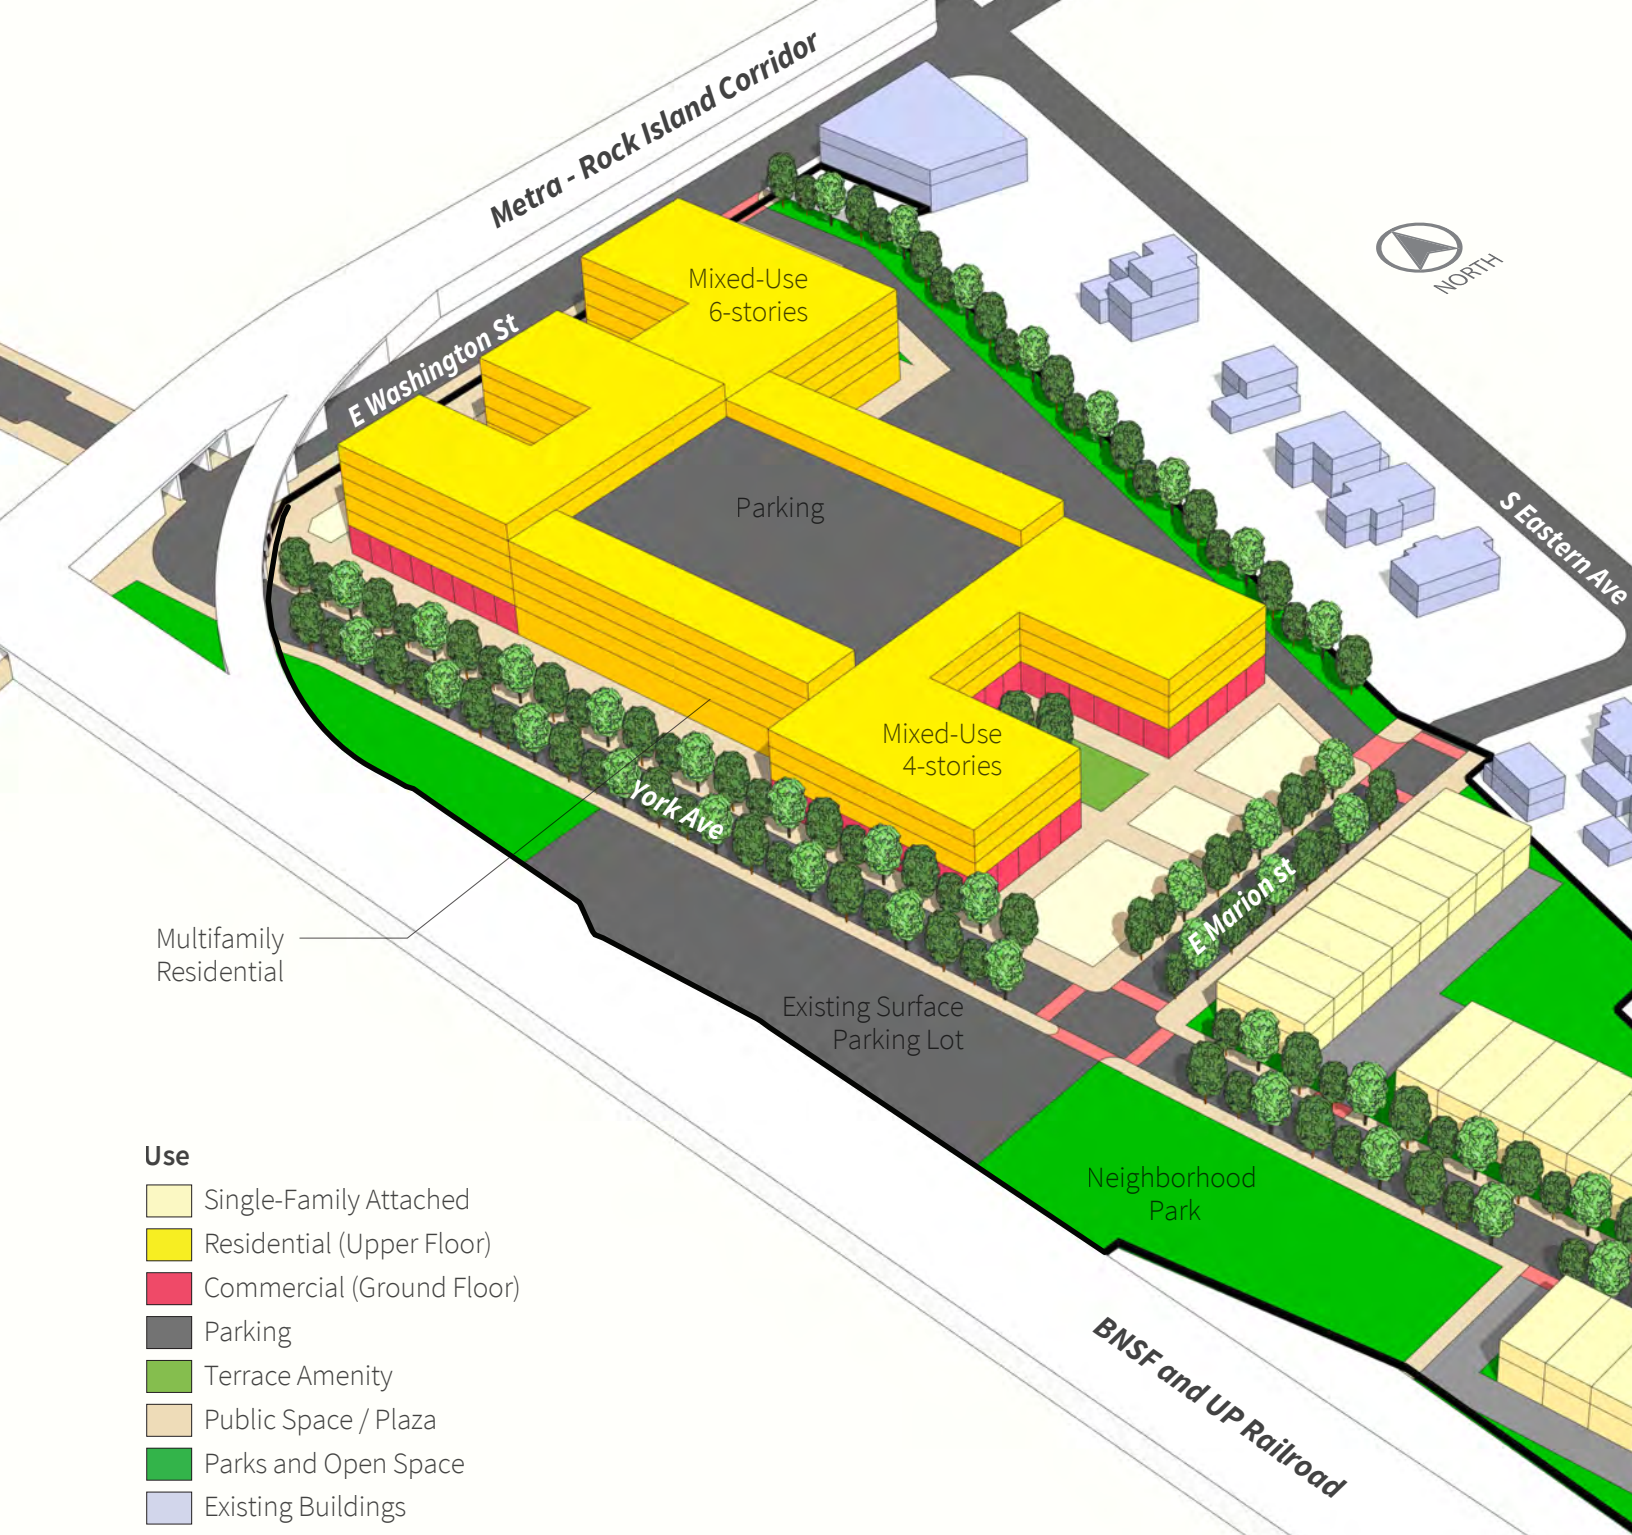 Metra - Rock Island Corridor
Mixed-Use
6-stories
NORTH
E Washington St
Parking
S Eastern Ave
Mixed-Use
4-stories
York Ave
E Marion st
Multifamily
Residential
Existing Surface
Parking Lot
Neighborhood
Park
BNSF and UP Railroad
Use
Single-Family Attached
Residential (Upper Floor)
Commercial (Ground Floor)
Parking
Terrace Amenity
Public Space / Plaza
Parks and Open Space
Existing Buildings